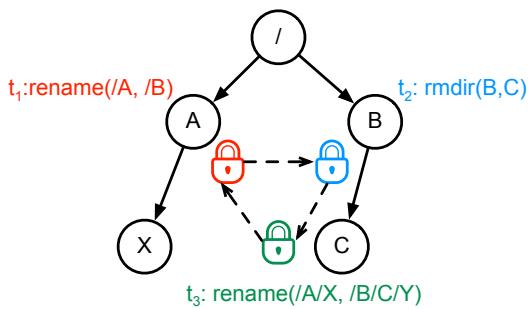 /
t1:rename(/A, /B)
t2: rmdir(B,C)
A
B
X
C
t3: rename(/A/X, /B/C/Y)